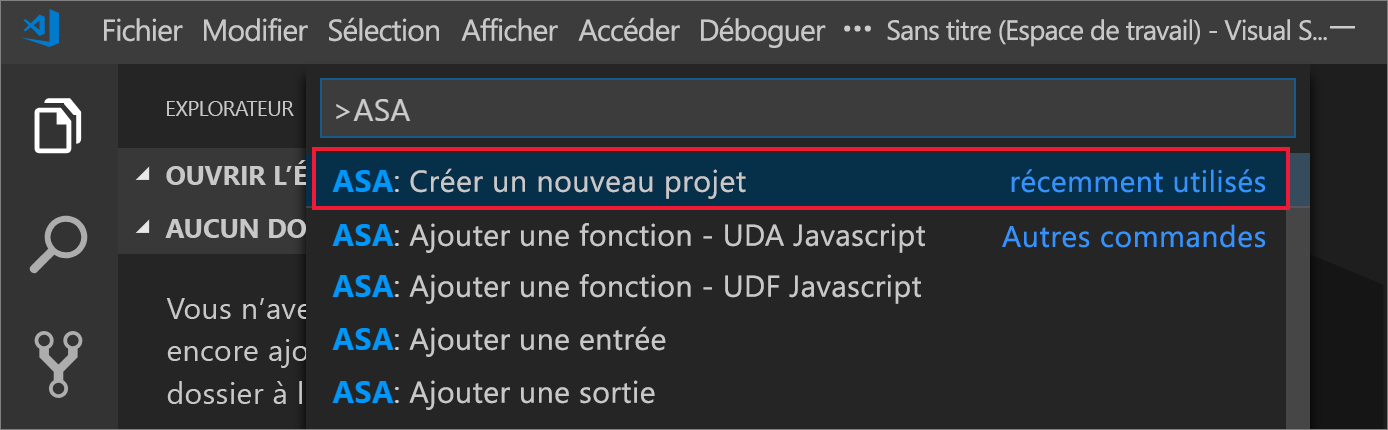 Fichier Modifier Sélection Afficher Accéder Déboguer ··· Sans titre (Espace de travail) - Visual S...
EXPLORATEUR
>ASA
OUVRIR L’É
ASA: Créer un nouveau projet récemment utilisés
AUCUN DO
ASA: Ajouter une fonction - UDA Javascript Autres commandes
ASA: Ajouter une fonction - UDF Javascript
Vous n’ave
encore ajo
dossier à l
ASA: Ajouter une entrée
ASA: Ajouter une sortie